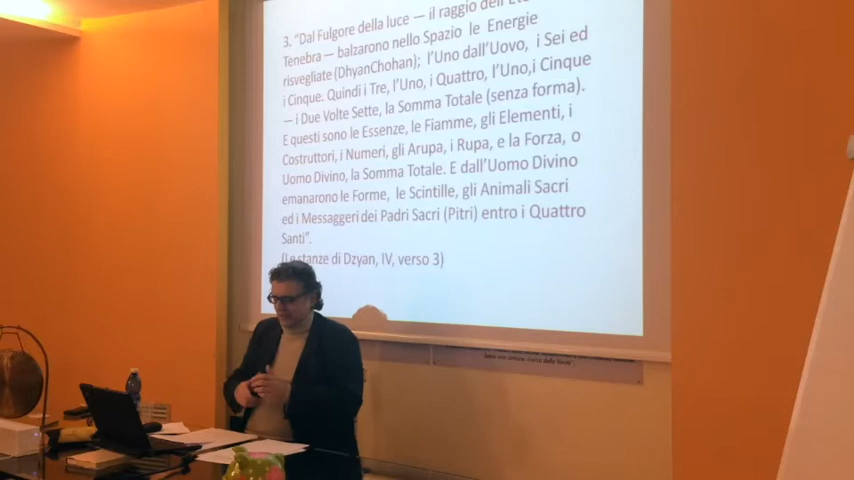 3. "Dal Fulgore della luce — il raggio dell'
Tenebra — balzarono nello Spazio le Energie
risvegliate (DhyanChohan); l'Uno dall'Uovo, i Sei ed
i Cinque. Quindi i Tre, l'Uno, i Quattro, l'Uno,i Cinque
— i Due Volte Sette, la Somma Totale (senza forma).
E questi sono le Essenze, le Fiamme, gli Elementi, i
Costruttori, i Numeri, gli Arupa, i Rupa, e la Forza, o
Uomo Divino, la Somma Totale. E dall'Uomo Divino
emanarono le Forme, le Scintille, gli Animali Sacri
ed i Messaggeri dei Padri Sacri (Pitri) entro i Quattro
Santi".
(Le stanze di Dzyan, IV, verso 3)